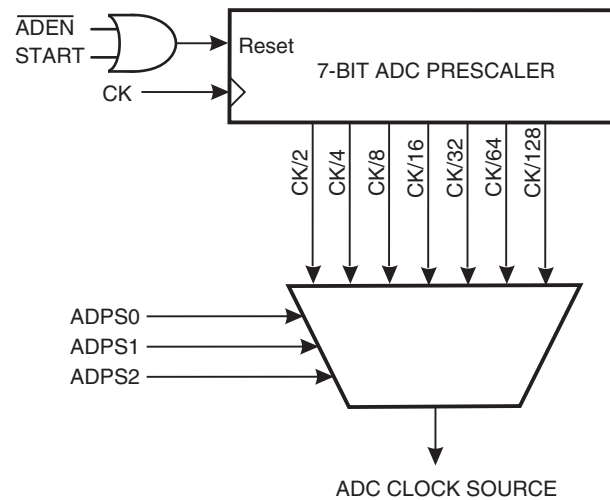 ADEN
START
Reset
7-BIT ADC PRESCALER
CK
CK/2
CK/4
CK/8
CK/16
CK/32
CK/64
CK/128
ADPS0
ADPS1
ADPS2
ADC CLOCK SOURCE